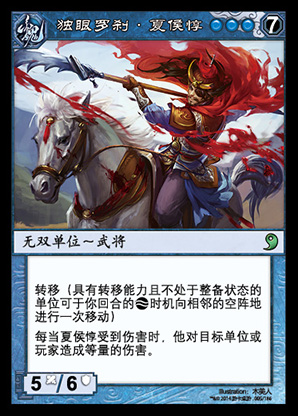 独眼罗刹·夏侯惇
7
无双单位~武将
转移（具有转移能力且不处于整备状态的
单位可于你回合的时机向相邻的空阵地
进行一次移动）
每当夏侯惇受到伤害时，他对目标单位或
玩家造成等量的伤害。
5 / 6
Illustration: 木美人